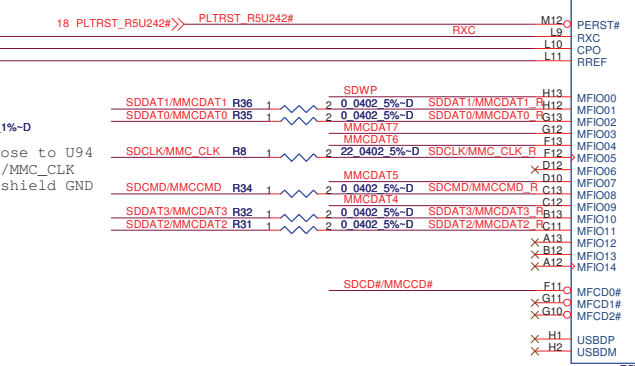 18 PLTRST_R5U242# PLTRST_R5U242# M12 PERST#
RXC L9 RXC
L10 CPO
L11 RREF
SDWP H13 MFIO00
SDDAT1/MMCDAT1 R36 1 2 0_0402_5%~D SDDAT1/MMCDAT1_R H12 MFIO01
SDDAT0/MMCDAT0 R35 1 2 0_0402_5%~D SDDAT0/MMCDAT0_R G13 MFIO02
MMCDAT7 G12 MFIO03
1%~D
MMCDAT6 F13 MFIO04
ose to U94 SDCLK/MMC_CLK R8 1 2 22_0402_5%~D SDCLK/MMC_CLK_R F12 MFIO05
/MMC_CLK D12 MFIO06
shield GND MMCDAT5 D10 MFIO07
SDCMD/MMCCMD R34 1 2 0_0402_5%~D SDCMD/MMCCMD_R C13 MFIO08
MMCDAT4 C12 MFIO09
SDDAT3/MMCDAT3 R32 1 2 0_0402_5%~D SDDAT3/MMCDAT3_R B13 MFIO10
SDDAT2/MMCDAT2 R31 1 2 0_0402_5%~D SDDAT2/MMCDAT2_R C11 MFIO11
A13 MFIO12
B12 MFIO13
A12 MFIO14
SDCD#/MMCCD# F11 MFCD0#
G11 MFCD1#
G10 MFCD2#
H1 USBDP
H2 USBDM